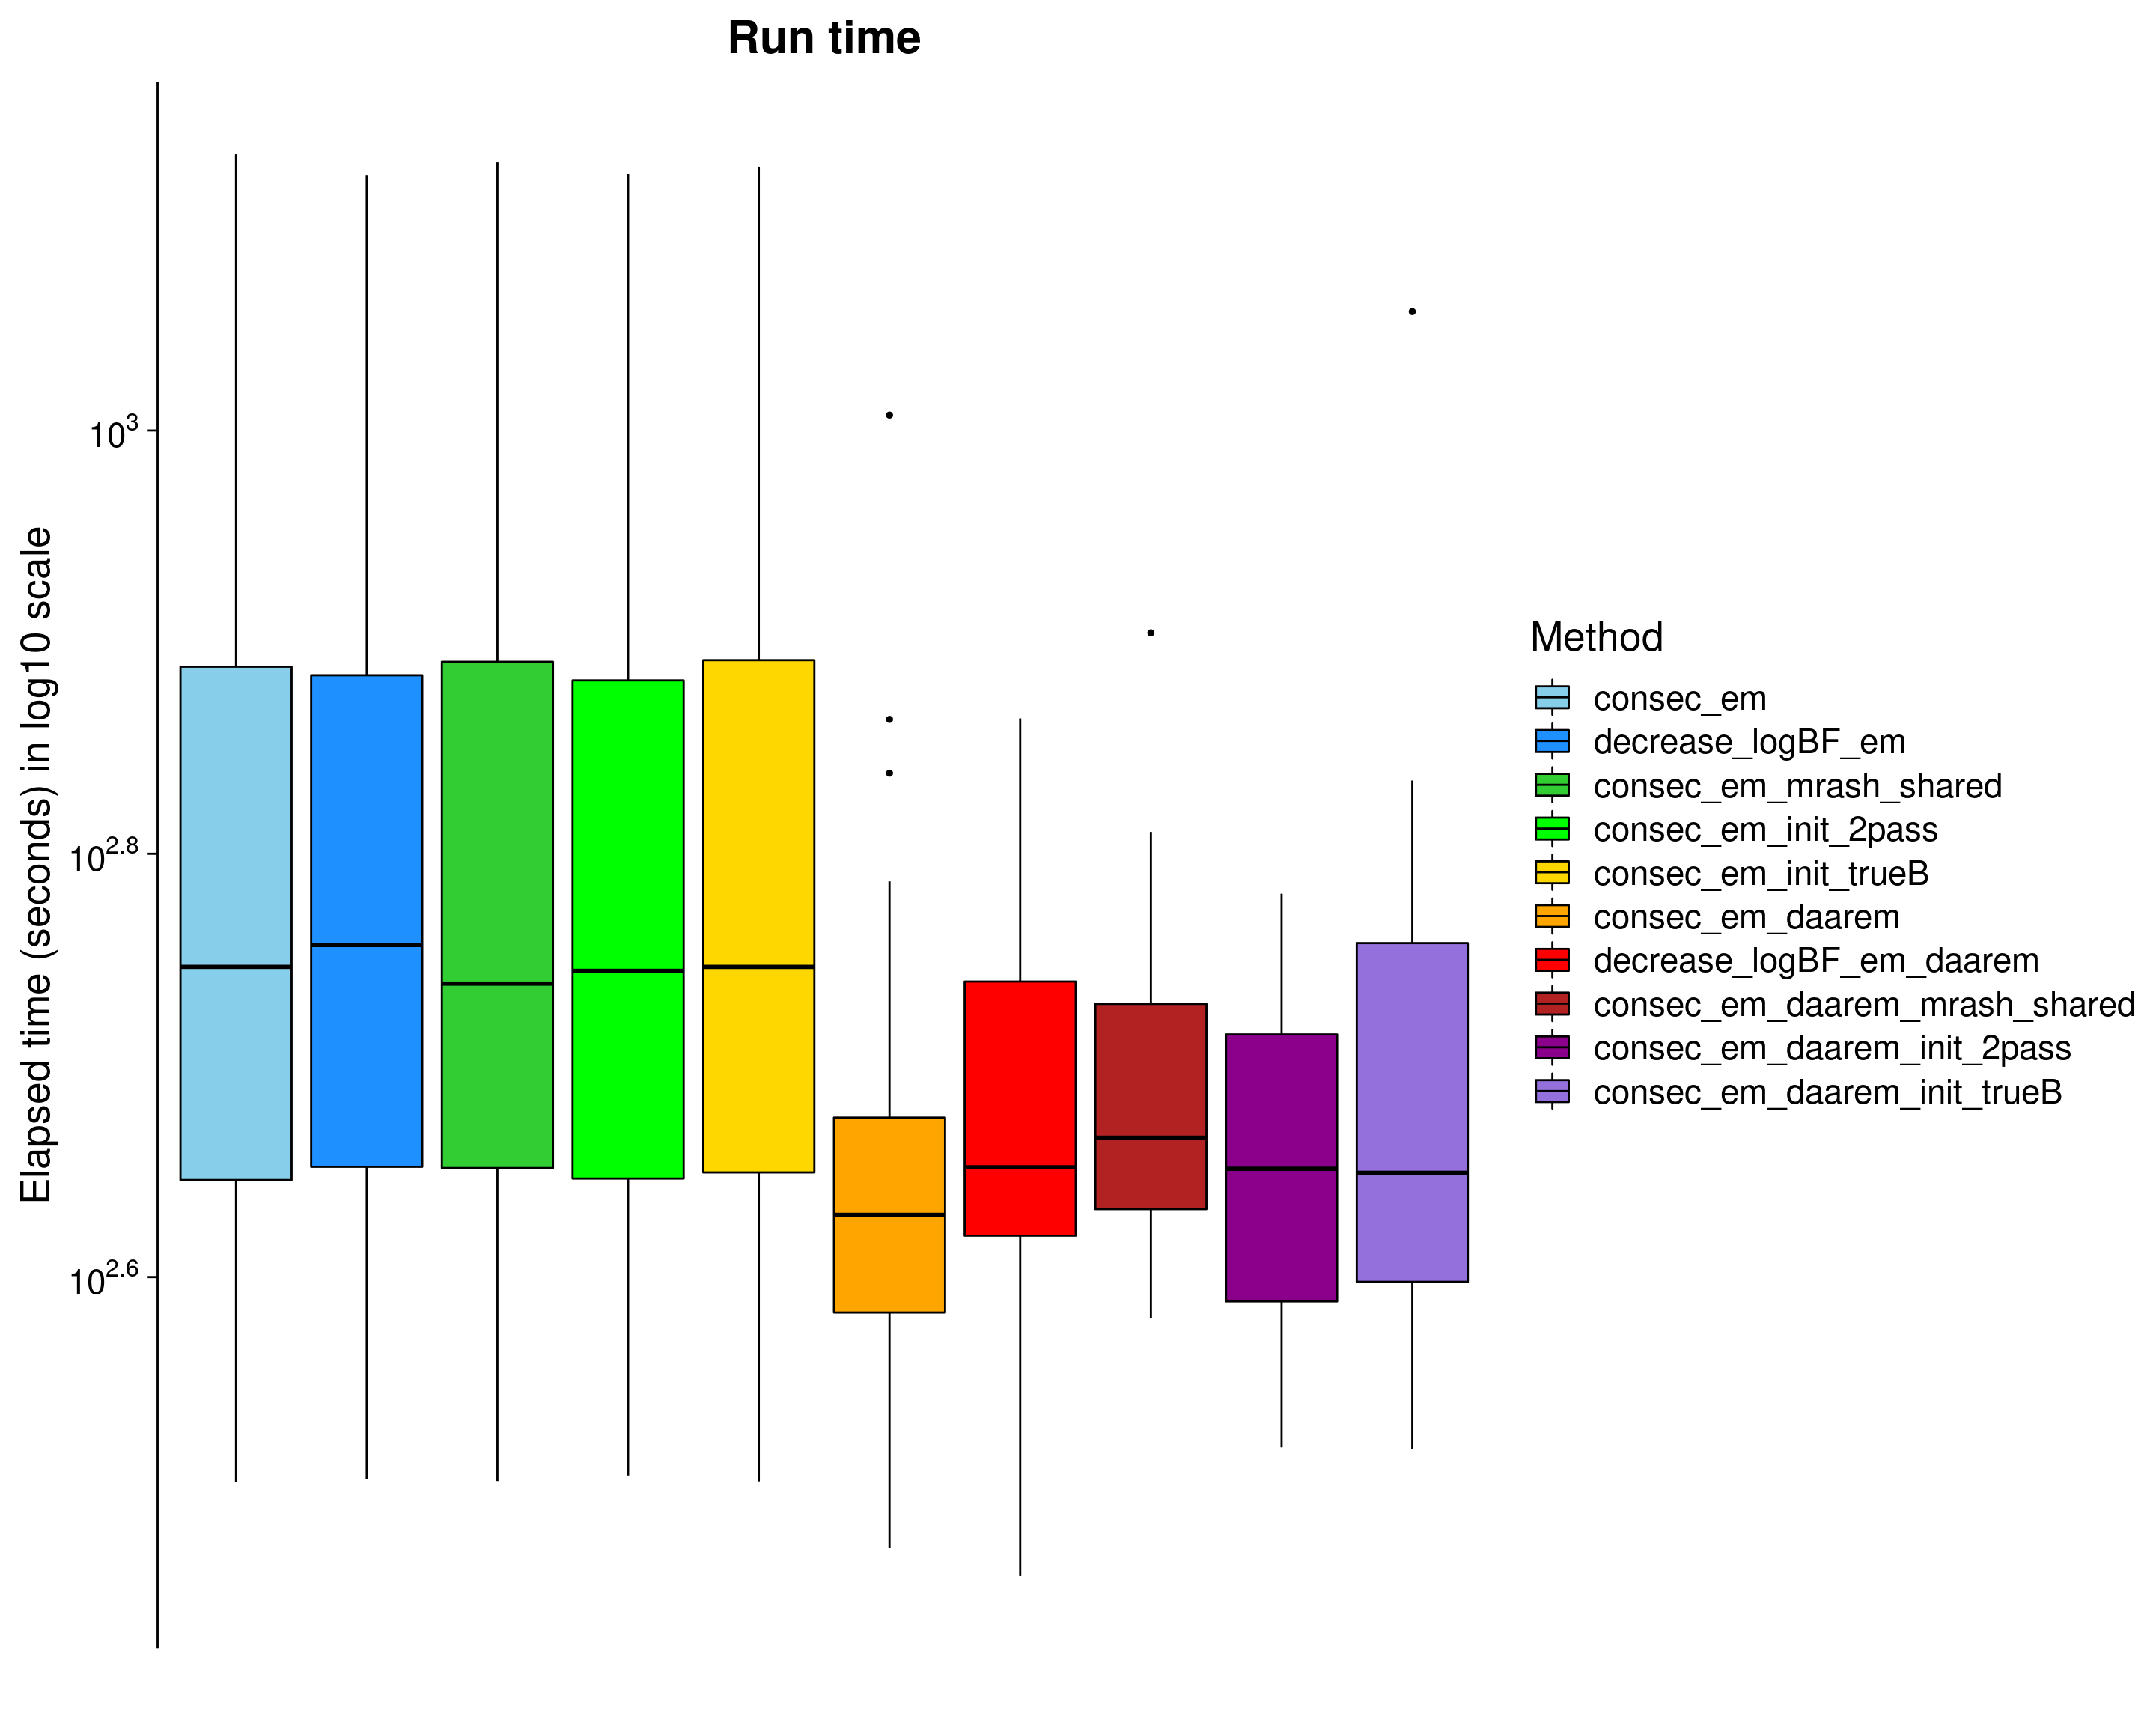 Run time
Elapsed time (seconds) in log10 scale
10^3
10^2.8
10^2.6
Method
consec_em
decrease_logBF_em
consec_em_mrash_shared
consec_em_init_2pass
consec_em_init_trueB
consec_em_daarem
decrease_logBF_em_daarem
consec_em_daarem_mrash_shared
consec_em_daarem_init_2pass
consec_em_daarem_init_trueB